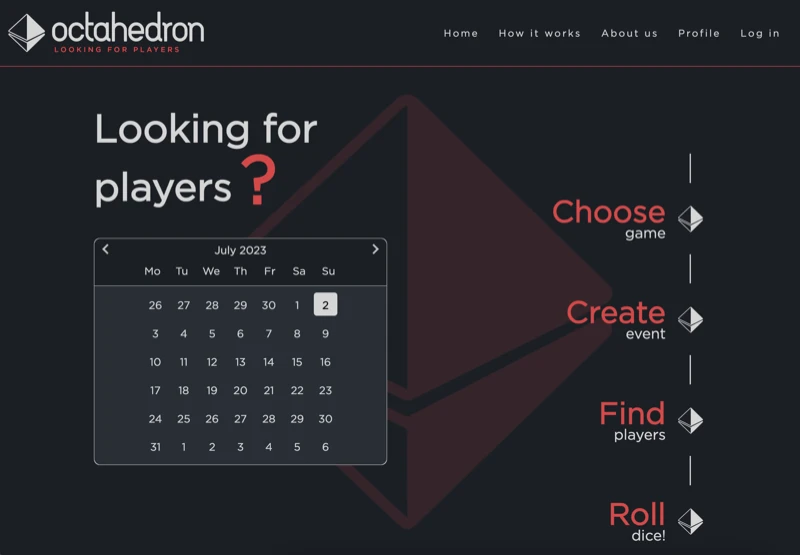 octahedron
LOOKING FOR PLAYERS
Home How it works About us Profile Log in
Looking for
players ?
July 2023
Mo Tu We Th Fr Sa Su
26 27 28 29 30 1 2
3 4 5 6 7 8 9
10 11 12 13 14 15 16
17 18 19 20 21 22 23
24 25 26 27 28 29 30
31 1 2 3 4 5 6
Choose
game
Create
event
Find
players
Roll
dice!